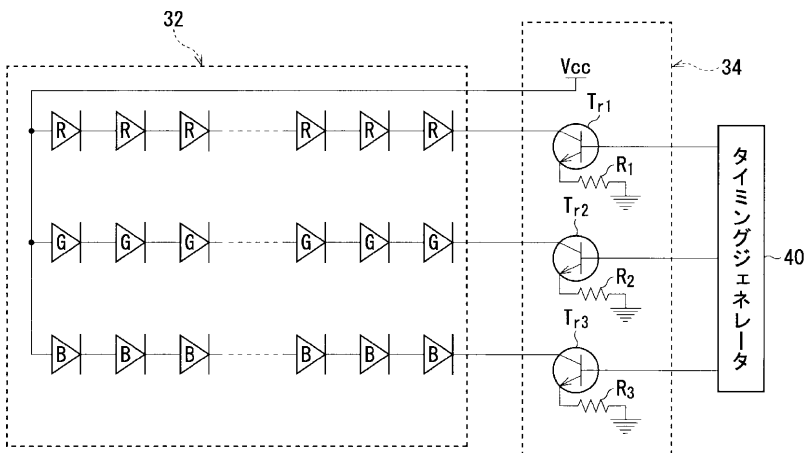 32
34
Vcc
R R R R R R
Tr1
R1
G G G G G G
Tr2
R2
B B B B B B
Tr3
R3
タイミングジェネレータ
40